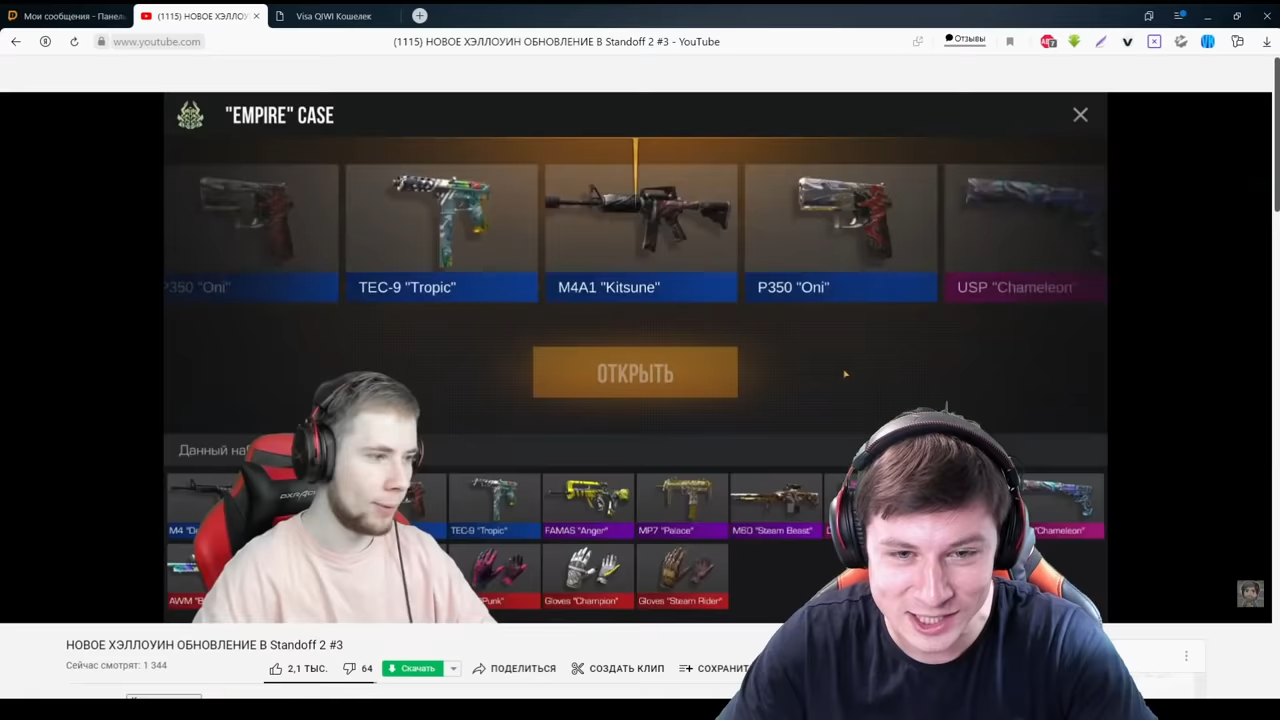 Мои сообщения - Панель
(1115) НОВОЕ ХЭЛЛОУ
Visa QIWI Кошелек
www.youtube.com
(1115) НОВОЕ ХЭЛЛОУИН ОБНОВЛЕНИЕ В Standoff 2 #3 - YouTube
Отзывы
"EMPIRE" CASE
P350 "Oni"
TEC-9 "Tropic"
M4A1 "Kitsune"
P350 "Oni"
USP "Chameleon"
ОТКРЫТЬ
Данный
M4
TEC-9 "Tropic"
FAMAS "Anger"
MP7 "Palace"
M60 "Steam Beast"
"Chameleon"
AWM
Punk"
Gloves "Champion"
Gloves "Steam Rider"
НОВОЕ ХЭЛЛОУИН ОБНОВЛЕНИЕ В Standoff 2 #3
Сейчас смотрят: 1 344
2,1 ТЫС.
64
Скачать
ПОДЕЛИТЬСЯ
СОЗДАТЬ КЛИП
СОХРАНИТ